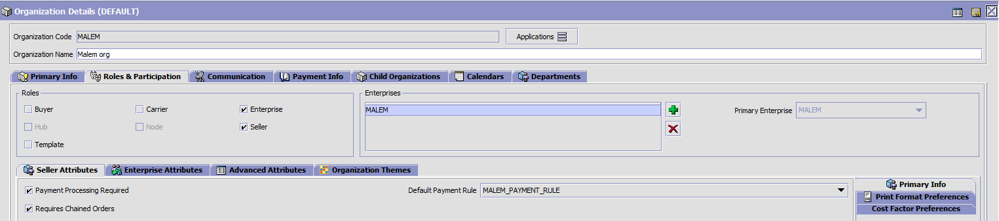 Organization Details (DEFAULT)
Organization Code MALEM Applications
Organization Name Malem org
Primary Info Roles & Participation Communication Payment Info Child Organizations Calendars Departments
Roles Enterprises
Buyer Carrier Enterprise MALEM Primary Enterprise MALEM
Hub Node Seller
Template
Seller Attributes Enterprise Attributes Advanced Attributes Organization Themes
Payment Processing Required Default Payment Rule MALEM_PAYMENT_RULE Primary Info
Print Format Preferences
Requires Chained Orders Cost Factor Preferences